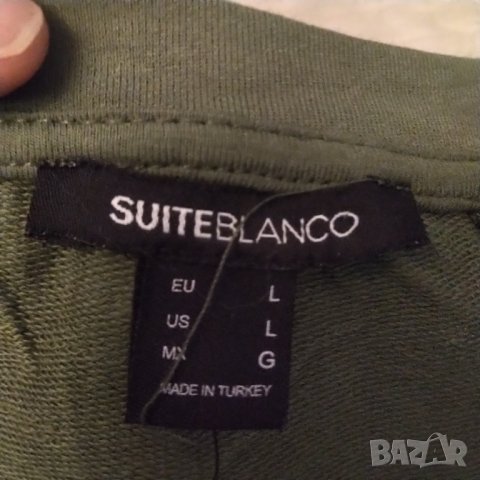 SUITEBLANCO
EU L
US L
MX G
MADE IN TURKEY
BAZAR